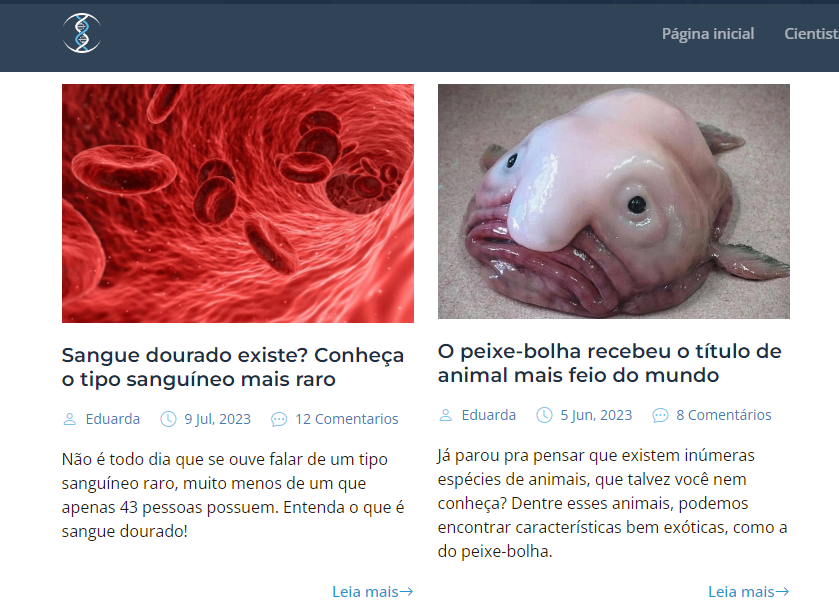 Página inicial
Cientist
Sangue dourado existe? Conheça
o tipo sanguíneo mais raro
Eduarda 9 Jul, 2023 12 Comentarios
Não é todo dia que se ouve falar de um tipo
sanguíneo raro, muito menos de um que
apenas 43 pessoas possuem. Entenda o que é
sangue dourado!
Leia mais
O peixe-bolha recebeu o título de
animal mais feio do mundo
Eduarda 5 Jun, 2023 8 Comentários
Já parou pra pensar que existem inúmeras
espécies de animais, que talvez você nem
conheça? Dentre esses animais, podemos
encontrar características bem exóticas, como a
do peixe-bolha.
Leia mais